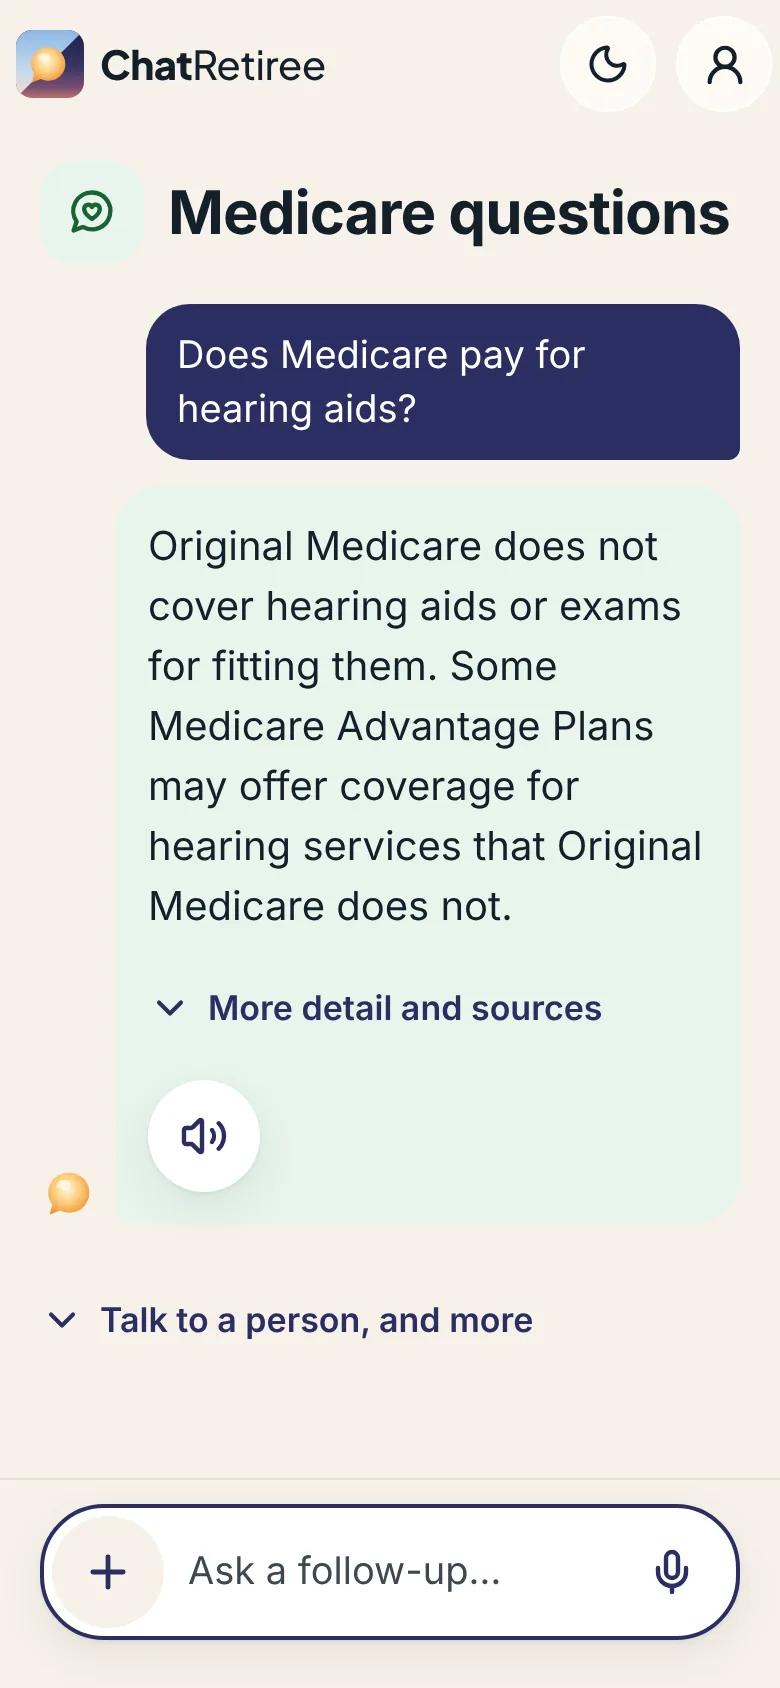 ChatRetiree
Medicare questions
Does Medicare pay for
hearing aids?
Original Medicare does not
cover hearing aids or exams
for fitting them. Some
Medicare Advantage Plans
may offer coverage for
hearing services that Original
Medicare does not.
More detail and sources
Talk to a person, and more
Ask a follow-up...